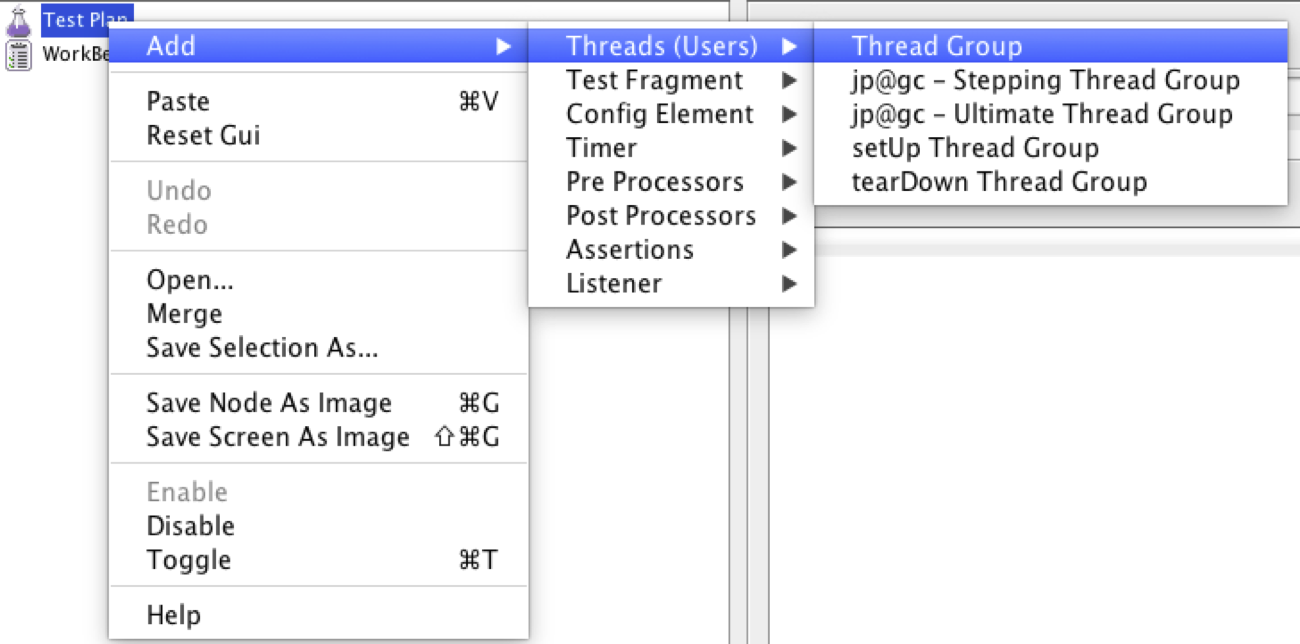 Test Plan
WorkBe
Add
Paste ⌘V
Reset Gui
Undo
Redo
Open...
Merge
Save Selection As...
Save Node As Image ⌘G
Save Screen As Image ⇧⌘G
Enable
Disable
Toggle ⌘T
Help
Threads (Users)
Test Fragment
Config Element
Timer
Pre Processors
Post Processors
Assertions
Listener
Thread Group
jp@gc – Stepping Thread Group
jp@gc – Ultimate Thread Group
setUp Thread Group
tearDown Thread Group